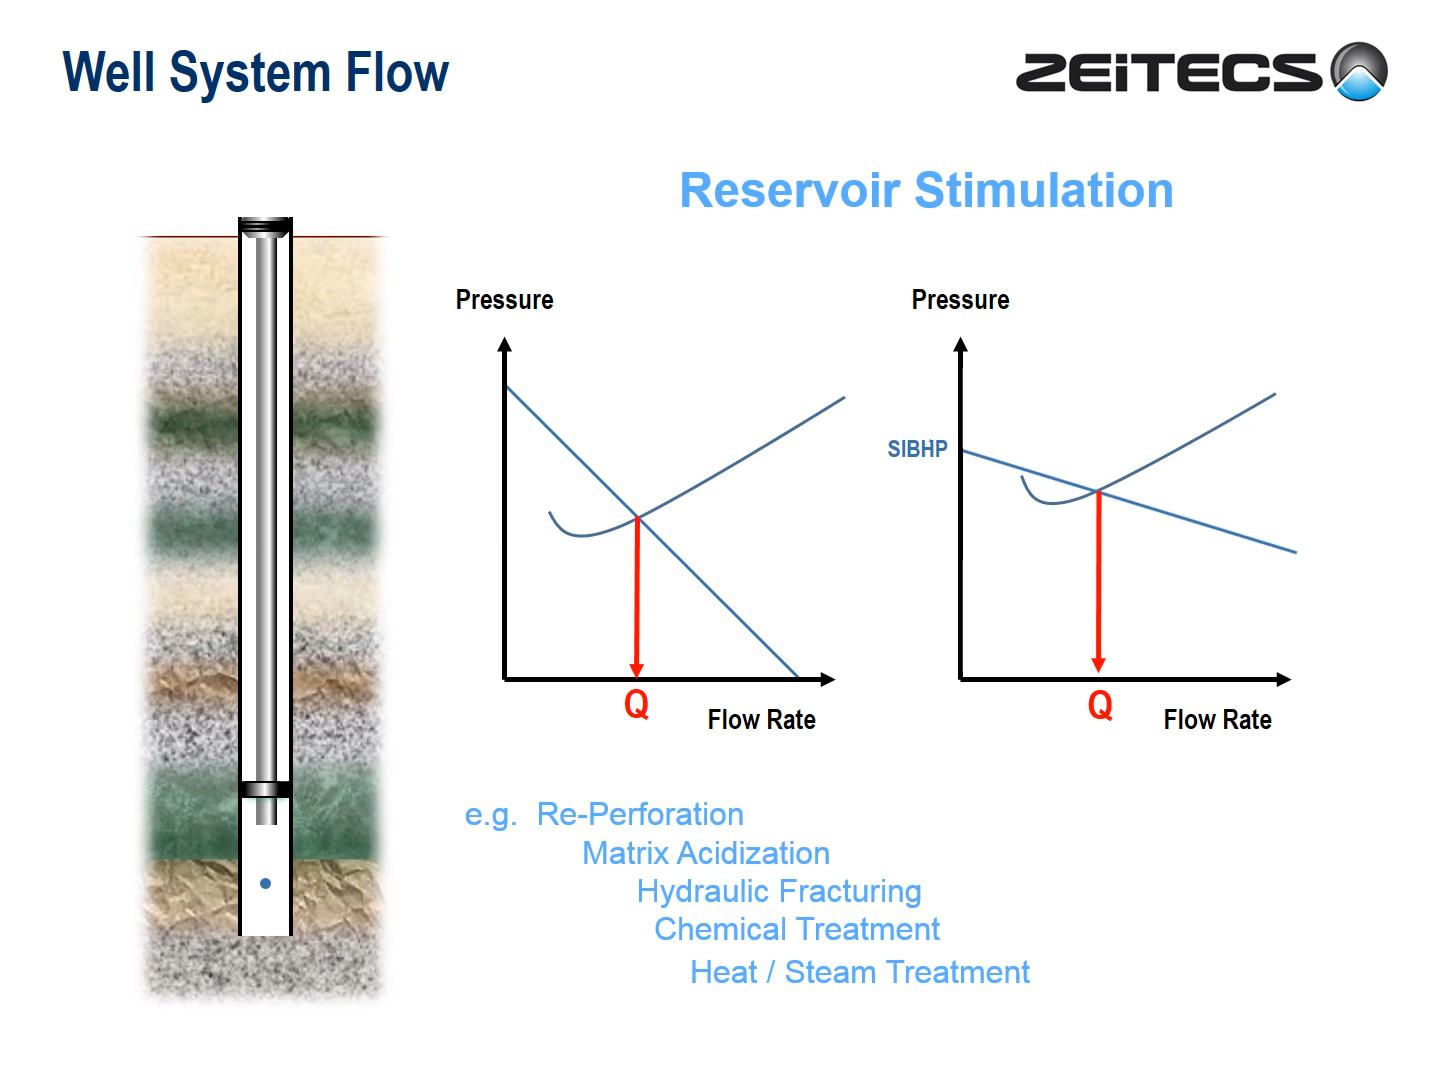 Well System Flow
ZEiTECS
Reservoir Stimulation
Pressure
Pressure
SIBHP
Q
Q
Flow Rate
Flow Rate
e.g. Re-Perforation
Matrix Acidization
Hydraulic Fracturing
Chemical Treatment
Heat / Steam Treatment